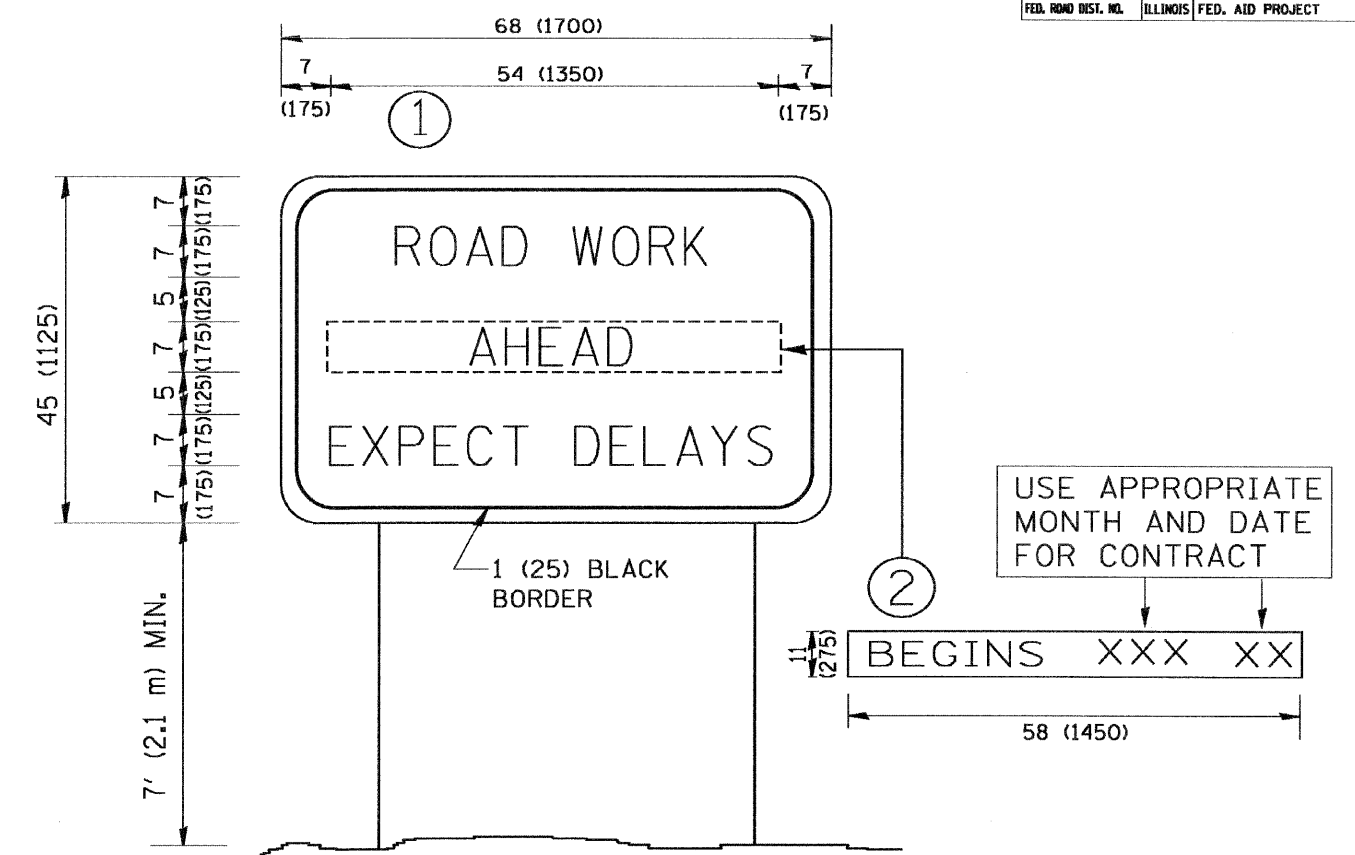 FED. ROAD DIST. NO. ILLINOIS FED. AID PROJECT
68 (1700)
7 54 (1350) 7
(175) (175)
1
ROAD WORK
AHEAD
EXPECT DELAYS
45 (1125)
7 (175)
7 (175)
5 (125)
7 (175)
5 (125)
7 (175)
7 (175)
7' (2.1 m) MIN.
1 (25) BLACK
BORDER
2
USE APPROPRIATE
MONTH AND DATE
FOR CONTRACT
11
(275)
BEGINS XXX XX
58 (1450)